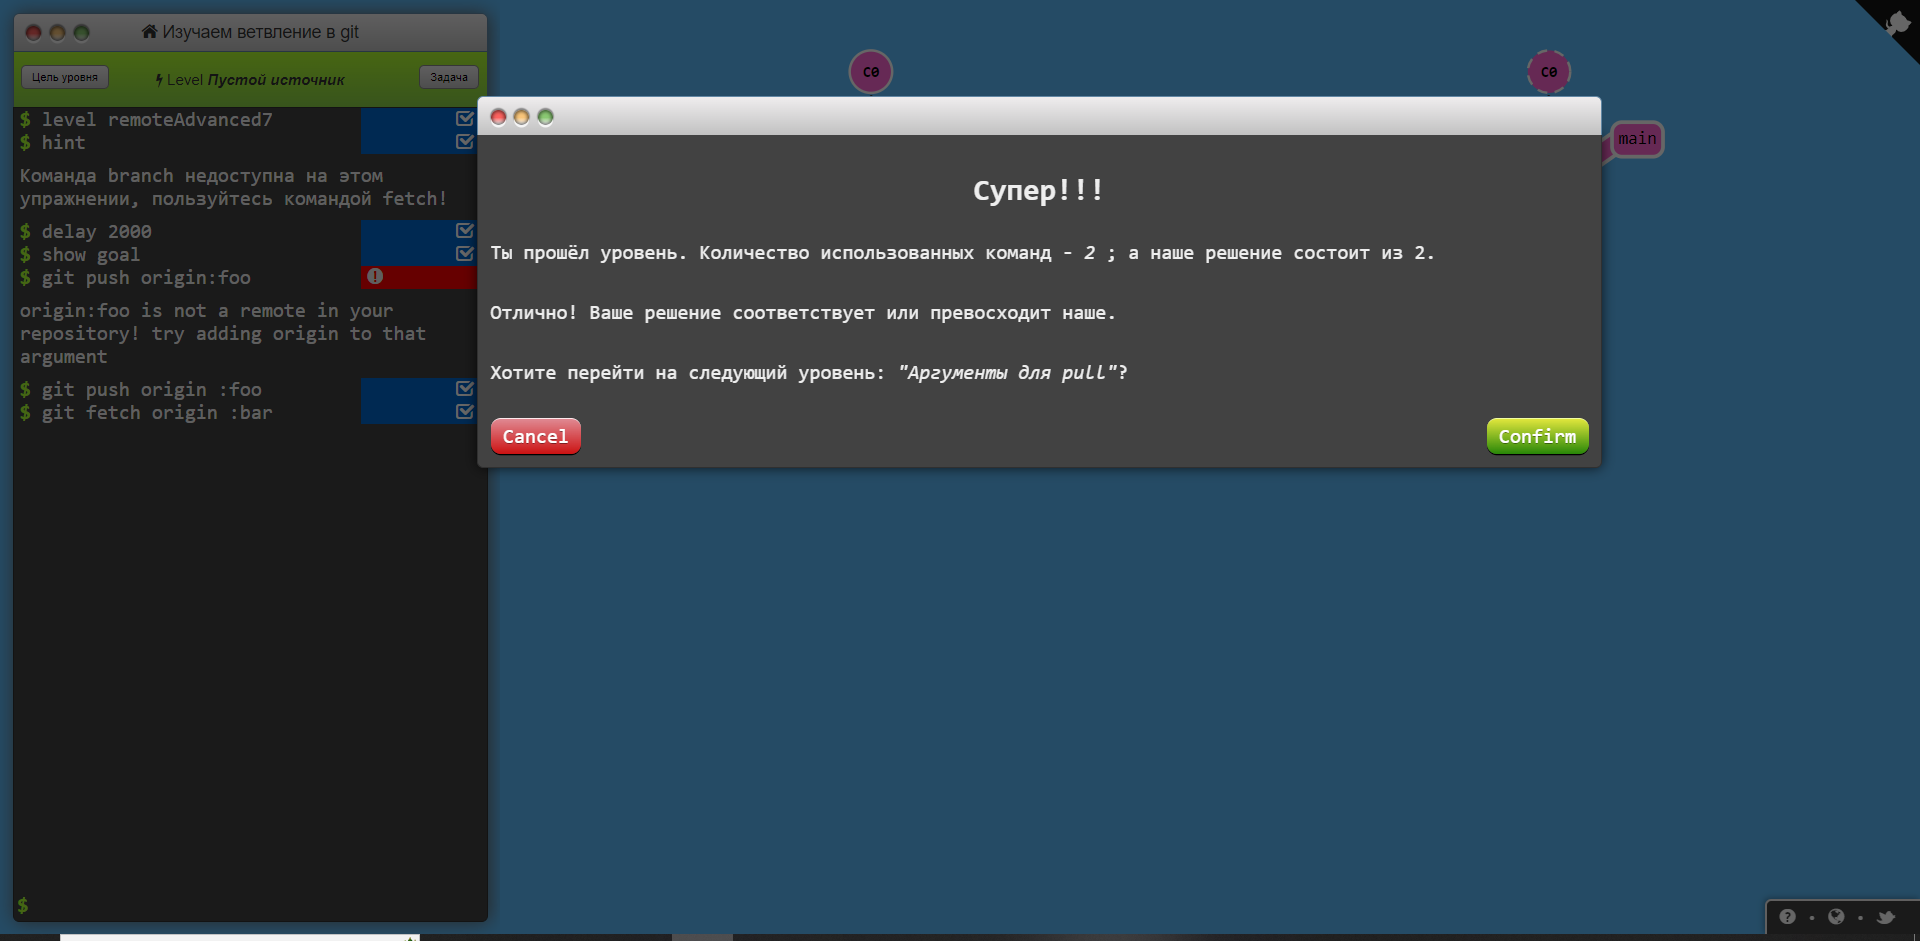 Изучаем ветвление в git
Цель уровня
Level Пустой источник
Задача
$ level remoteAdvanced7
$ hint
Команда branch недоступна на этом
упражнении, пользуйтесь командой fetch!
$ delay 2000
$ show goal
$ git push origin:foo
origin:foo is not a remote in your
repository! try adding origin to that
argument
$ git push origin :foo
$ git fetch origin :bar
$
C0
C0
main
Супер!!!
Ты прошёл уровень. Количество использованных команд - 2 ; а наше решение состоит из 2.
Отлично! Ваше решение соответствует или превосходит наше.
Хотите перейти на следующий уровень: "Аргументы для pull"?
Cancel
Confirm